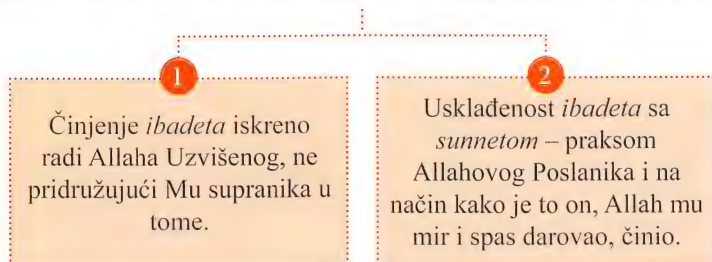 1
Činjenje ibadeta iskreno
radi Allaha Uzvišenog, ne
pridružujući Mu supranika u
tome.
2
Usklađenost ibadeta sa
sunnetom – praksom
Allahovog Poslanika i na
način kako je to on, Allah mu
mir i spas darovao, činio.